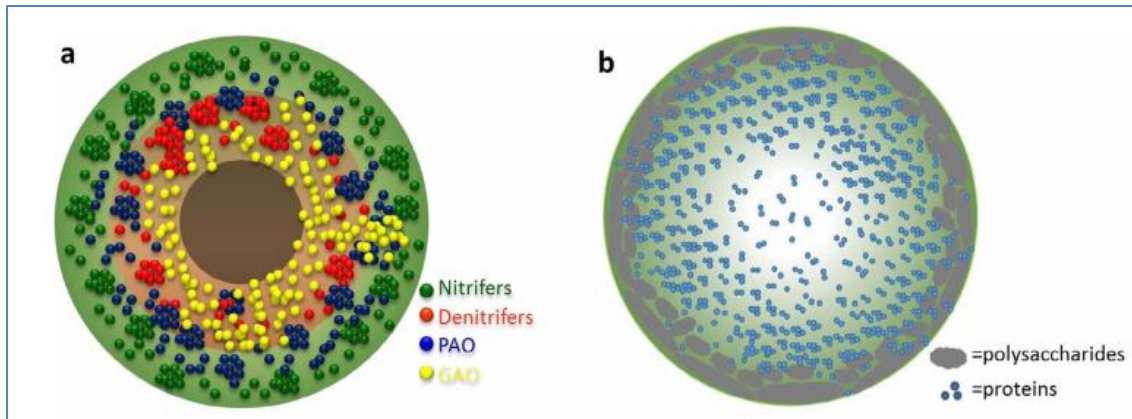 a
Nitrifers
Denitrifers
PAO
GAO
b
=polysaccharides
=proteins